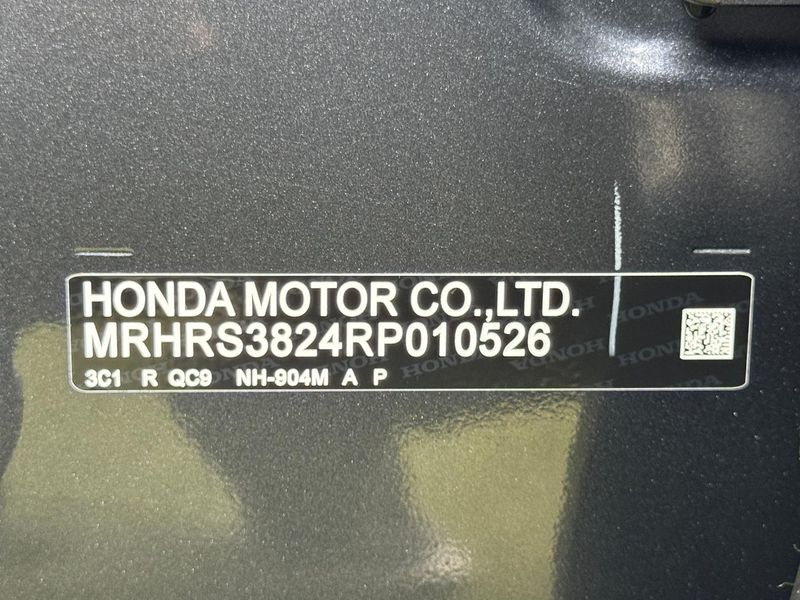 HONDA MOTOR CO.,LTD.
MRHRS3824RP010526
3C1 R QC9 NH-904M A P